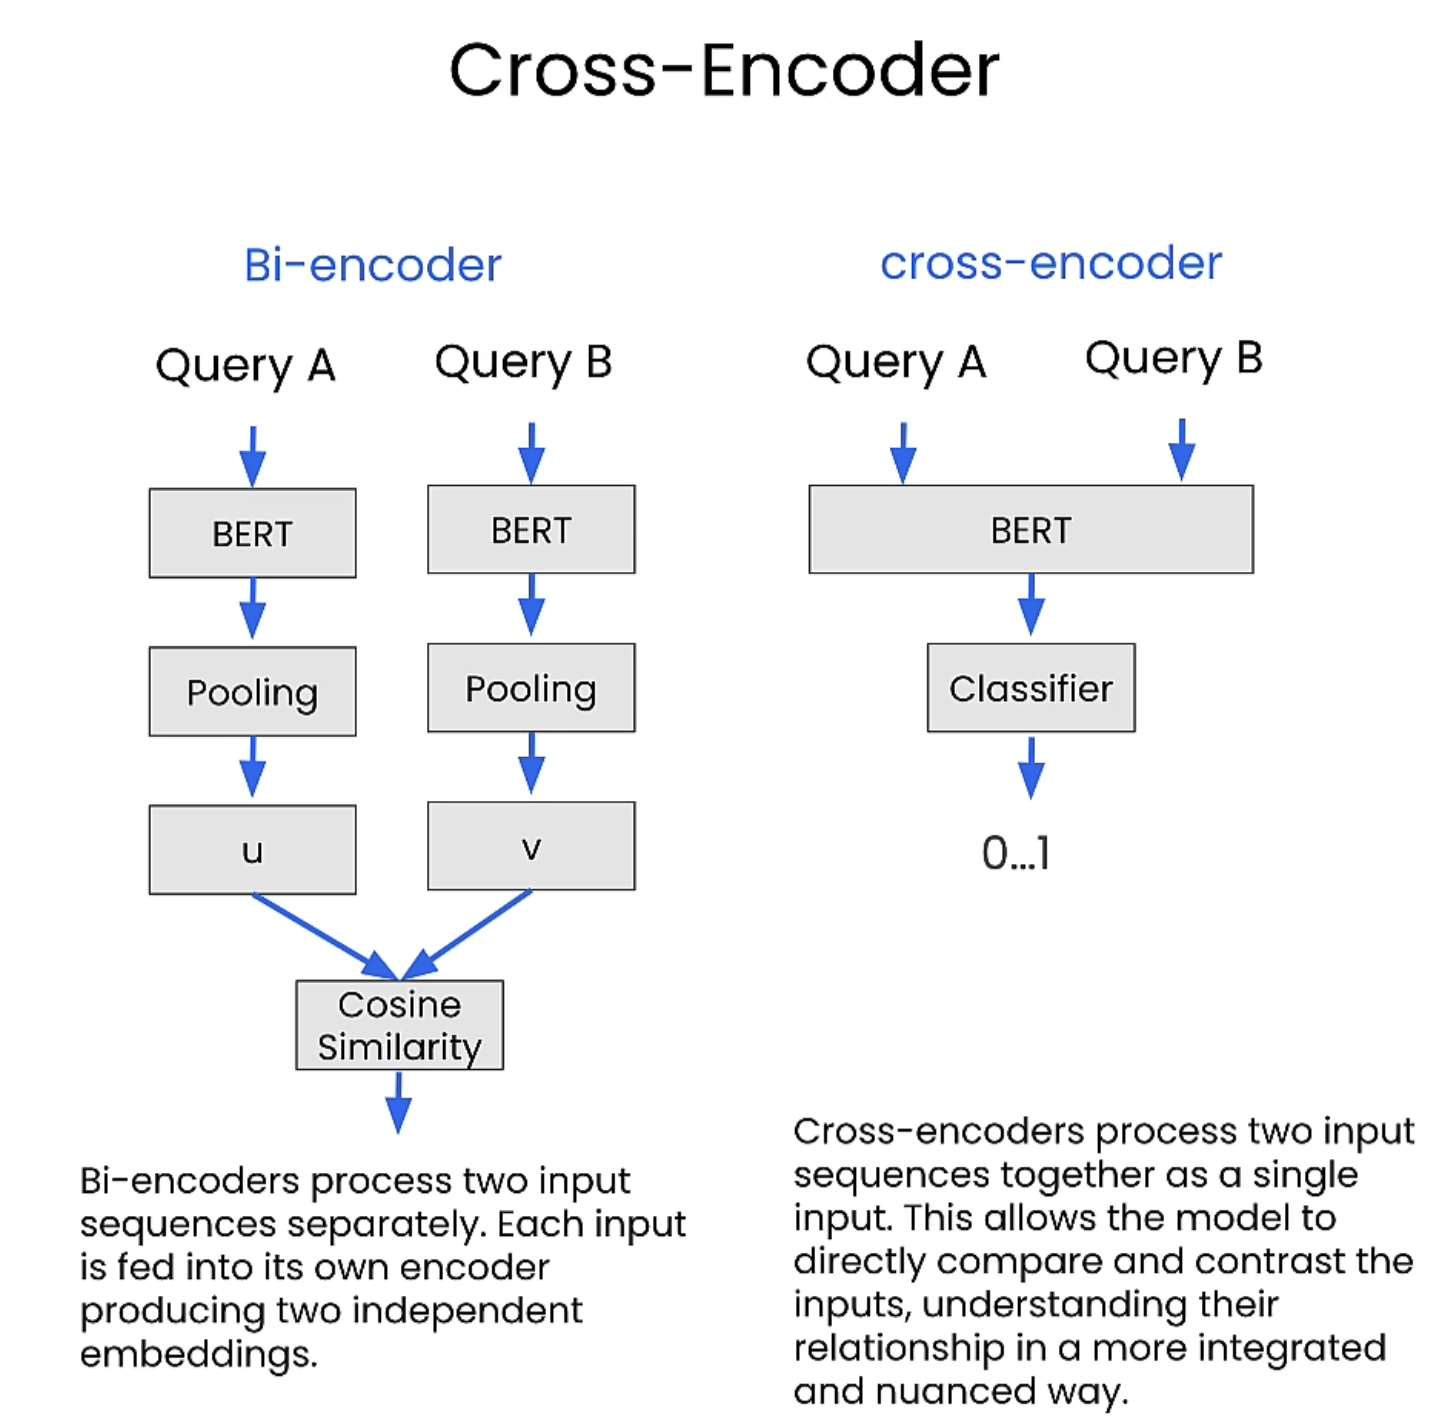 Cross-Encoder
Bi-encoder
Query A
Query B
BERT
BERT
Pooling
Pooling
u
v
Cosine
Similarity
Bi-encoders process two input
sequences separately. Each input
is fed into its own encoder
producing two independent
embeddings.
cross-encoder
Query A
Query B
BERT
Classifier
0...1
Cross-encoders process two input
sequences together as a single
input. This allows the model to
directly compare and contrast the
inputs, understanding their
relationship in a more integrated
and nuanced way.